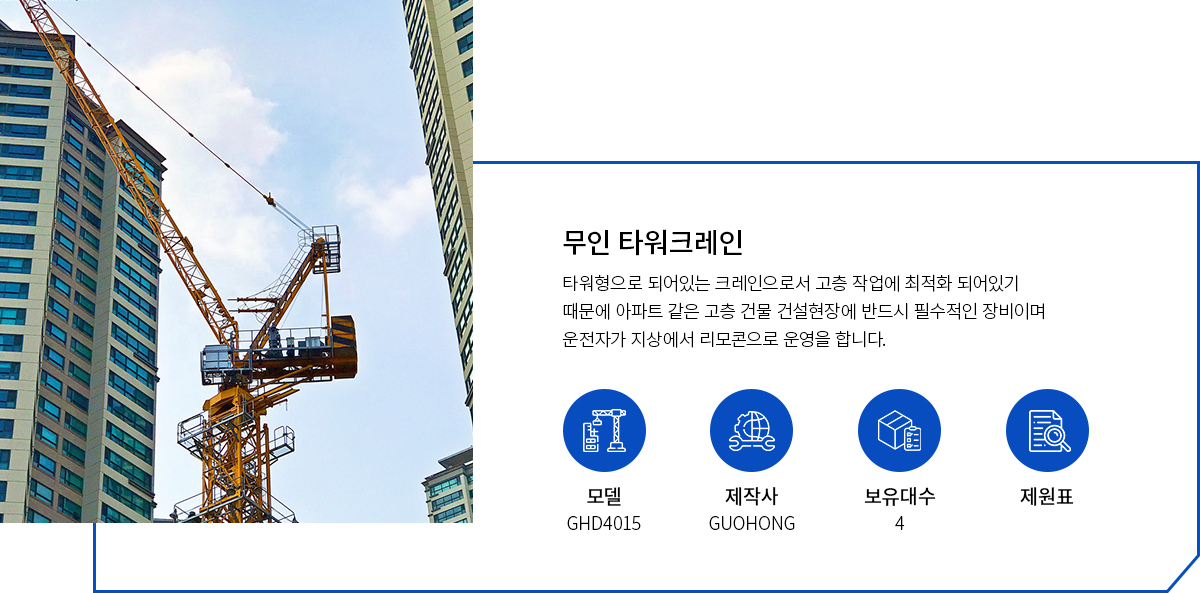 무인 타워크레인
타워형으로 되어있는 크레인으로서 고층 작업에 최적화 되어있기
때문에 아파트 같은 고층 건물 건설현장에 반드시 필수적인 장비이며
운전자가 지상에서 리모콘으로 운영을 합니다.
모델
GHD4015
제작사
GUOHONG
보유대수
4
제원표